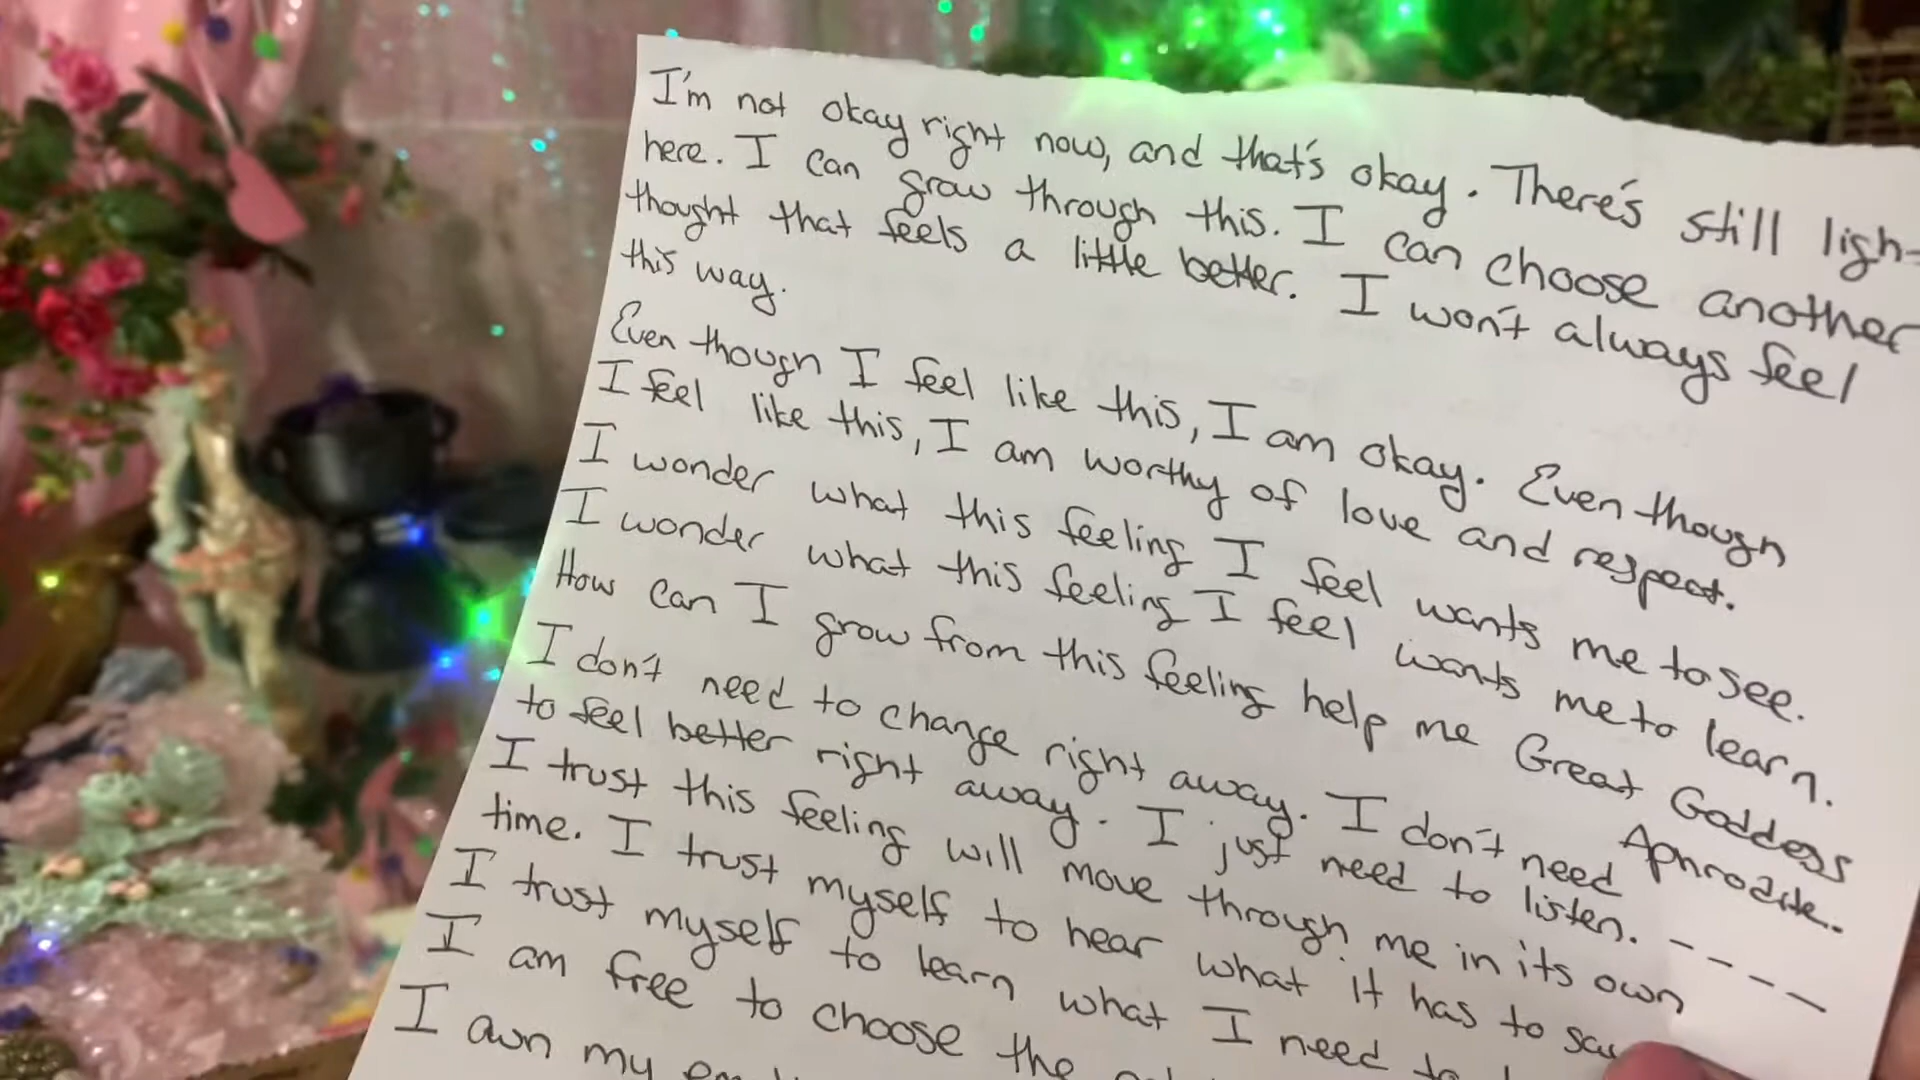 I'm not okay right now, and that's okay. There's still ligh
here. I can grow through this. I can choose another
thought that feels a little better. I won't always feel
this way.
Even though I feel like this, I am okay. Even though
I feel like this, I am worthy of love and respect.
I wonder what this feeling I feel wants me to see.
I wonder what this feeling I feel wants me to learn.
How can I grow from this feeling help me Great Goddess
Aphrodite.
I don't need to change right away. I don't need
to feel better right away. I just need to listen. - - - -
I trust this feeling will move through me in its own
time. I trust myself to hear what it has to say
I trust myself to learn what I need to
I am free to choose the
I own my